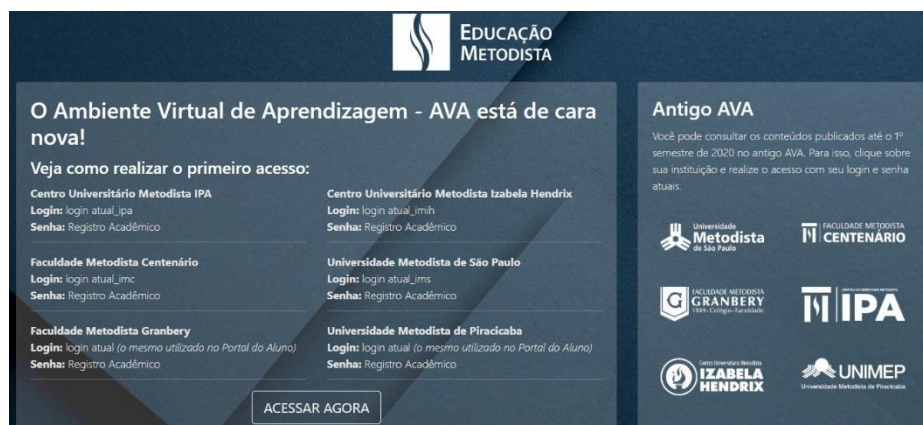 EDUCAÇÃO
METODISTA
O Ambiente Virtual de Aprendizagem - AVA está de cara
nova!
Veja como realizar o primeiro acesso:
Centro Universitário Metodista IPA
Login: login atual_ipa
Senha: Registro Acadêmico
Centro Universitário Metodista Izabela Hendrix
Login: login atual_imih
Senha: Registro Acadêmico
Faculdade Metodista Centenário
Login: login atual_imc
Senha: Registro Acadêmico
Universidade Metodista de São Paulo
Login: login atual_ims
Senha: Registro Acadêmico
Faculdade Metodista Granbery
Login: login atual (o mesmo utilizado no Portal do Aluno)
Senha: Registro Acadêmico
Universidade Metodista de Piracicaba
Login: login atual (o mesmo utilizado no Portal do Aluno)
Senha: Registro Acadêmico
ACESSAR AGORA
Antigo AVA
Você pode consultar os conteúdos publicados até o 1º
semestre de 2020 no antigo AVA. Para isso, clique sobre
sua instituição e realize o acesso com seu login e senha
atuais.
Universidade
Metodista
de São Paulo
FACULDADE METODISTA
CENTENÁRIO
FACULDADE METODISTA
GRANBERY
1889 - Colégio - Faculdade
IPA
Centro Universitário Metodista
IZABELA
HENDRIX
UNIMEP
Universidade Metodista de Piracicaba